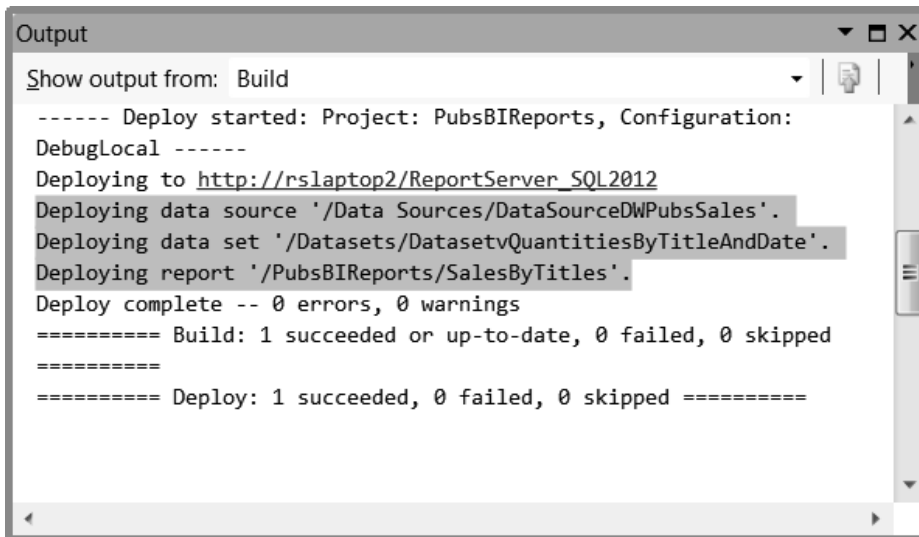 Output
Show output from: Build
------ Deploy started: Project: PubsBIReports, Configuration:
DebugLocal ------
Deploying to http://rslaptop2/ReportServer_SQL2012
Deploying data source '/Data Sources/DataSourceDWPubsSales'.
Deploying data set '/Datasets/DatasetvQuantitiesByTitleAndDate'.
Deploying report '/PubsBIReports/SalesByTitles'.
Deploy complete -- 0 errors, 0 warnings
========== Build: 1 succeeded or up-to-date, 0 failed, 0 skipped
==========
========== Deploy: 1 succeeded, 0 failed, 0 skipped ==========